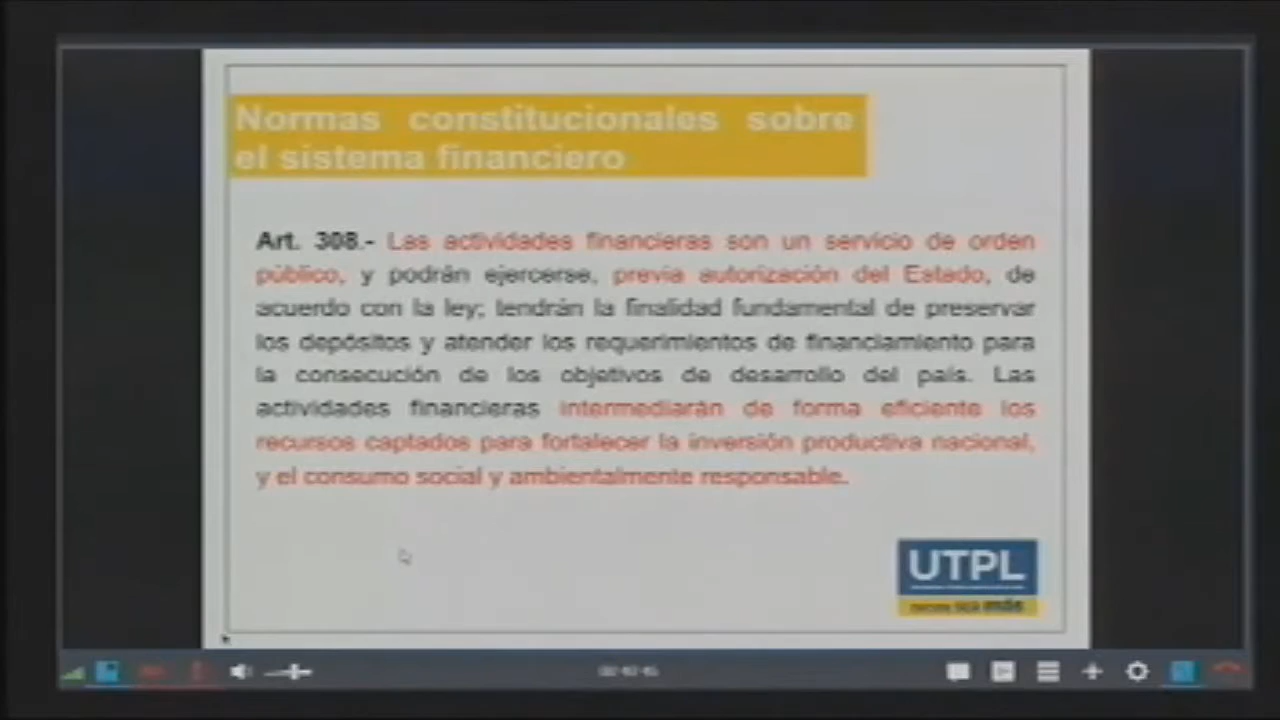 Normas constitucionales sobre
el sistema financiero
Art. 308.- Las actividades financieras son un servicio de orden
público, y podrán ejercerse, previa autorización del Estado, de
acuerdo con la ley; tendrán la finalidad fundamental de preservar
los depósitos y atender los requerimientos de financiamiento para
la consecución de los objetivos de desarrollo del país. Las
actividades financieras intermediarán de forma eficiente los
recursos captados para fortalecer la inversión productiva nacional,
y el consumo social y ambientalmente responsable.
UTPL
más